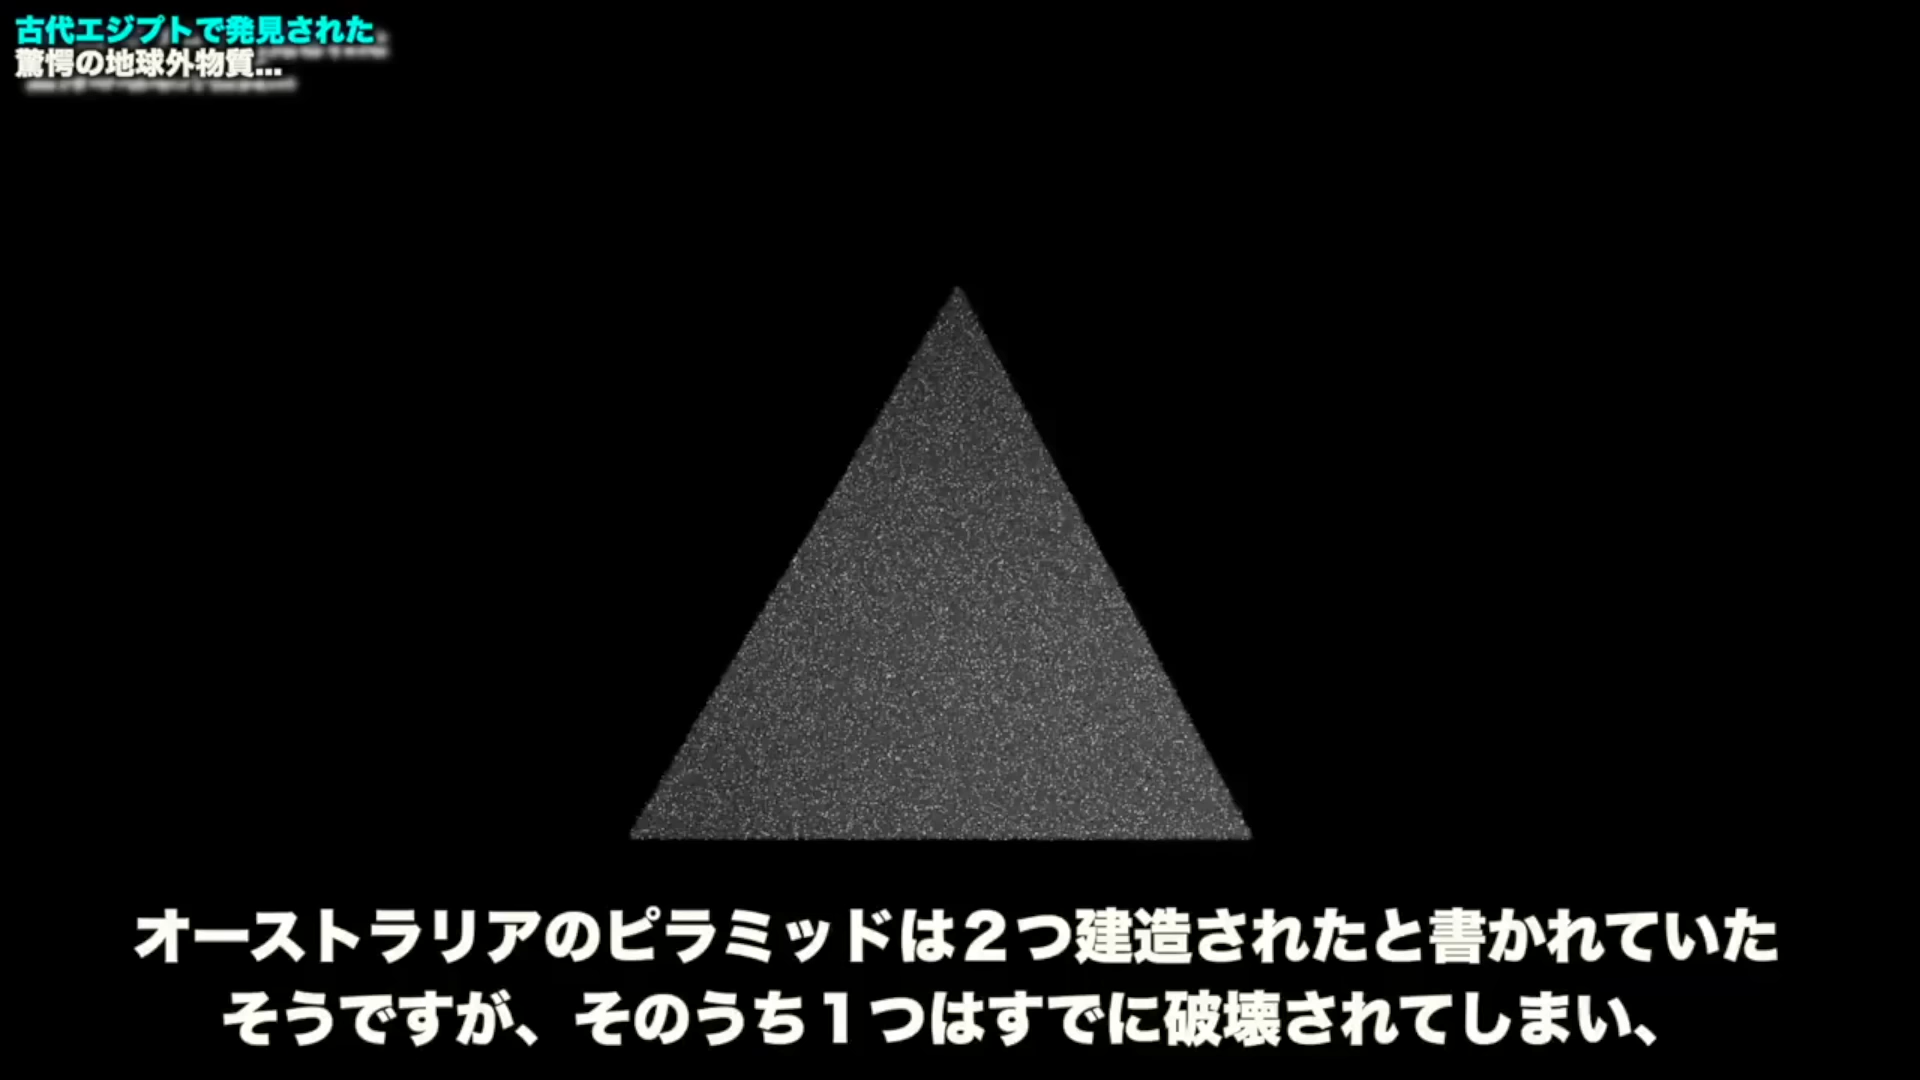 古代エジプトで発見された
驚愕の地球外物質...
オーストラリアのピラミッドは２つ建造されたと書かれていた
そうですが、そのうち１つはすでに破壊されてしまい、